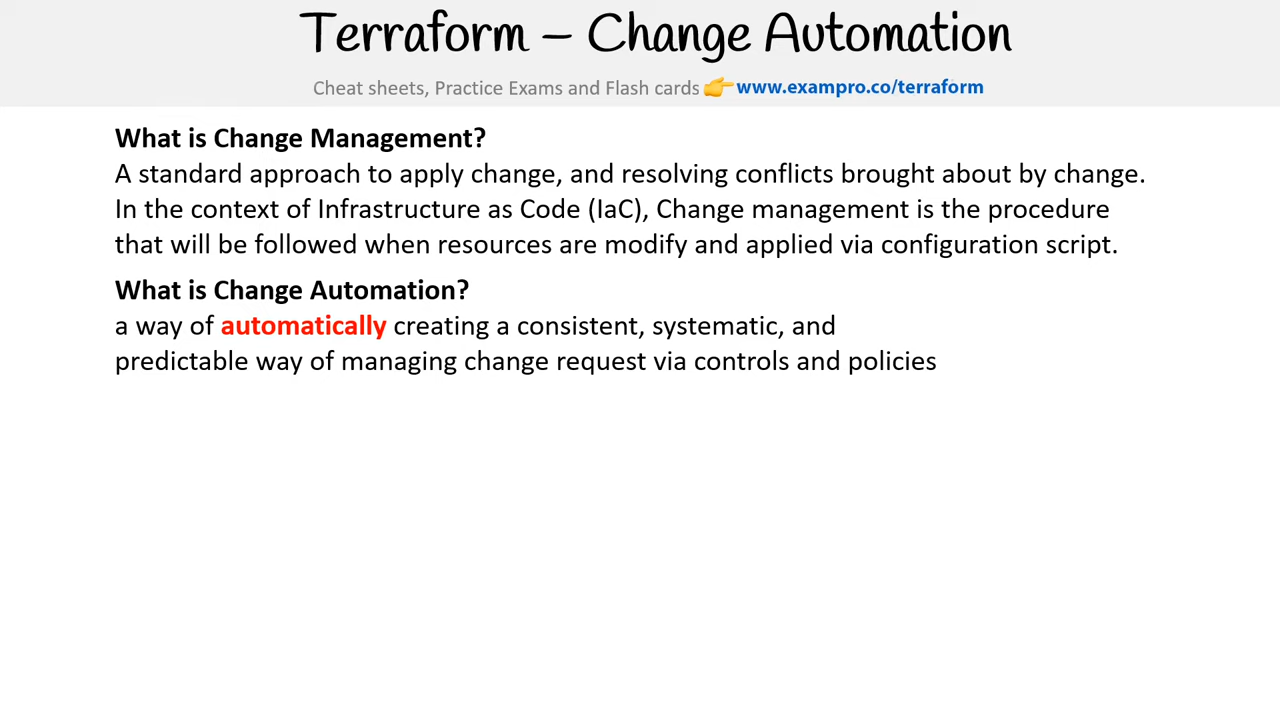 Terraform – Change Automation
Cheat sheets, Practice Exams and Flash cards 👉www.exampro.co/terraform
What is Change Management?
A standard approach to apply change, and resolving conflicts brought about by change.
In the context of Infrastructure as Code (IaC), Change management is the procedure
that will be followed when resources are modify and applied via configuration script.
What is Change Automation?
a way of automatically creating a consistent, systematic, and
predictable way of managing change request via controls and policies